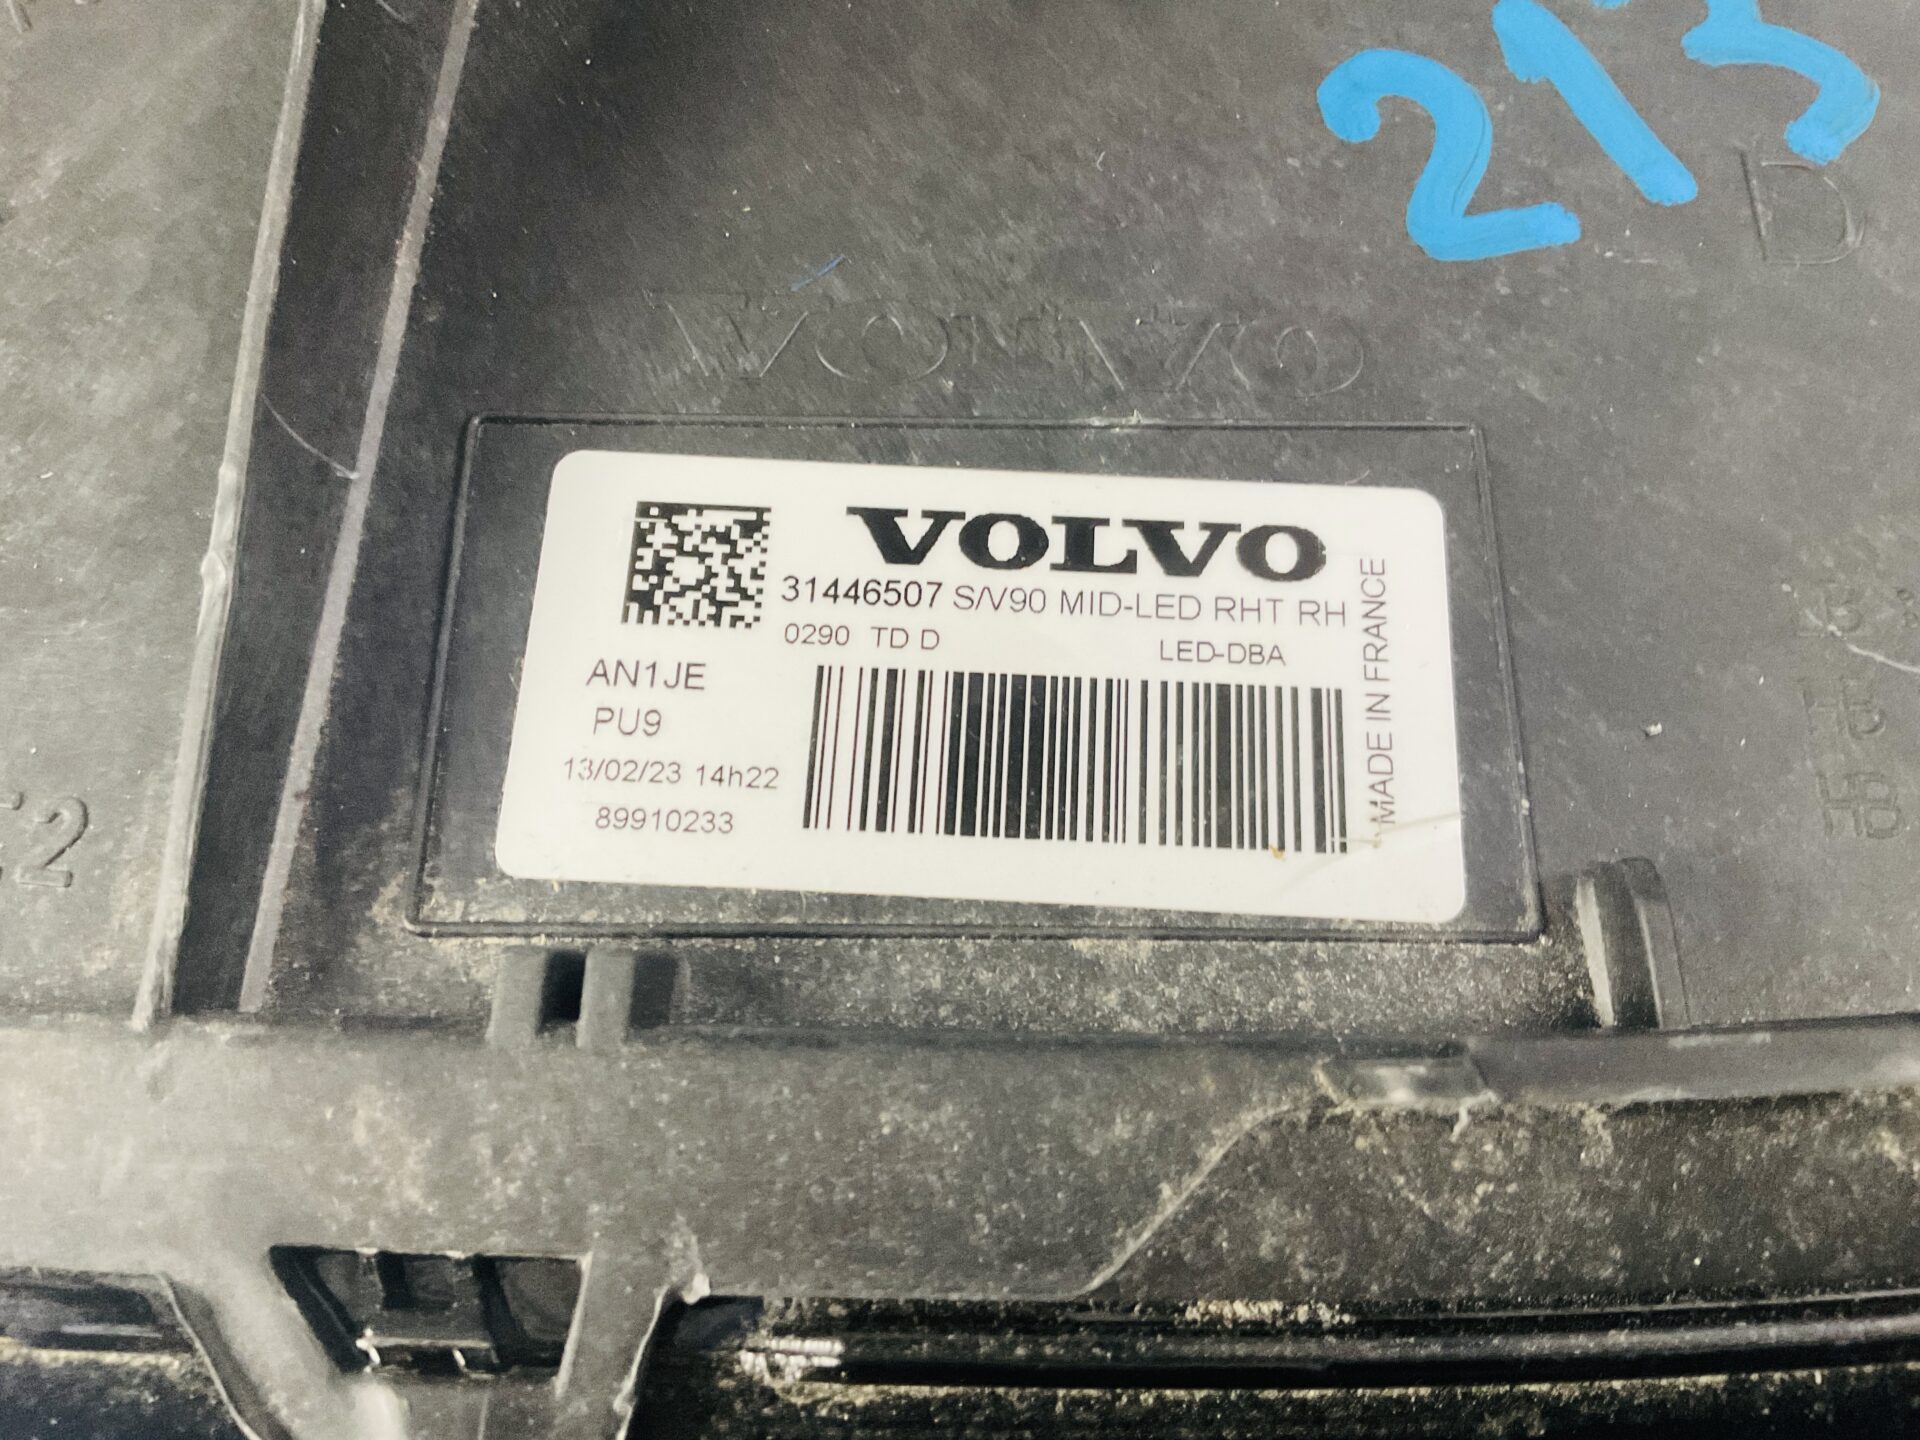 213
D
VOLVO
VOLVO
31446507 S/V90 MID-LED RHT RH
0290 TD D LED-DBA
AN1JE
PU9
13/02/23 14h22
89910233
MADE IN FRANCE